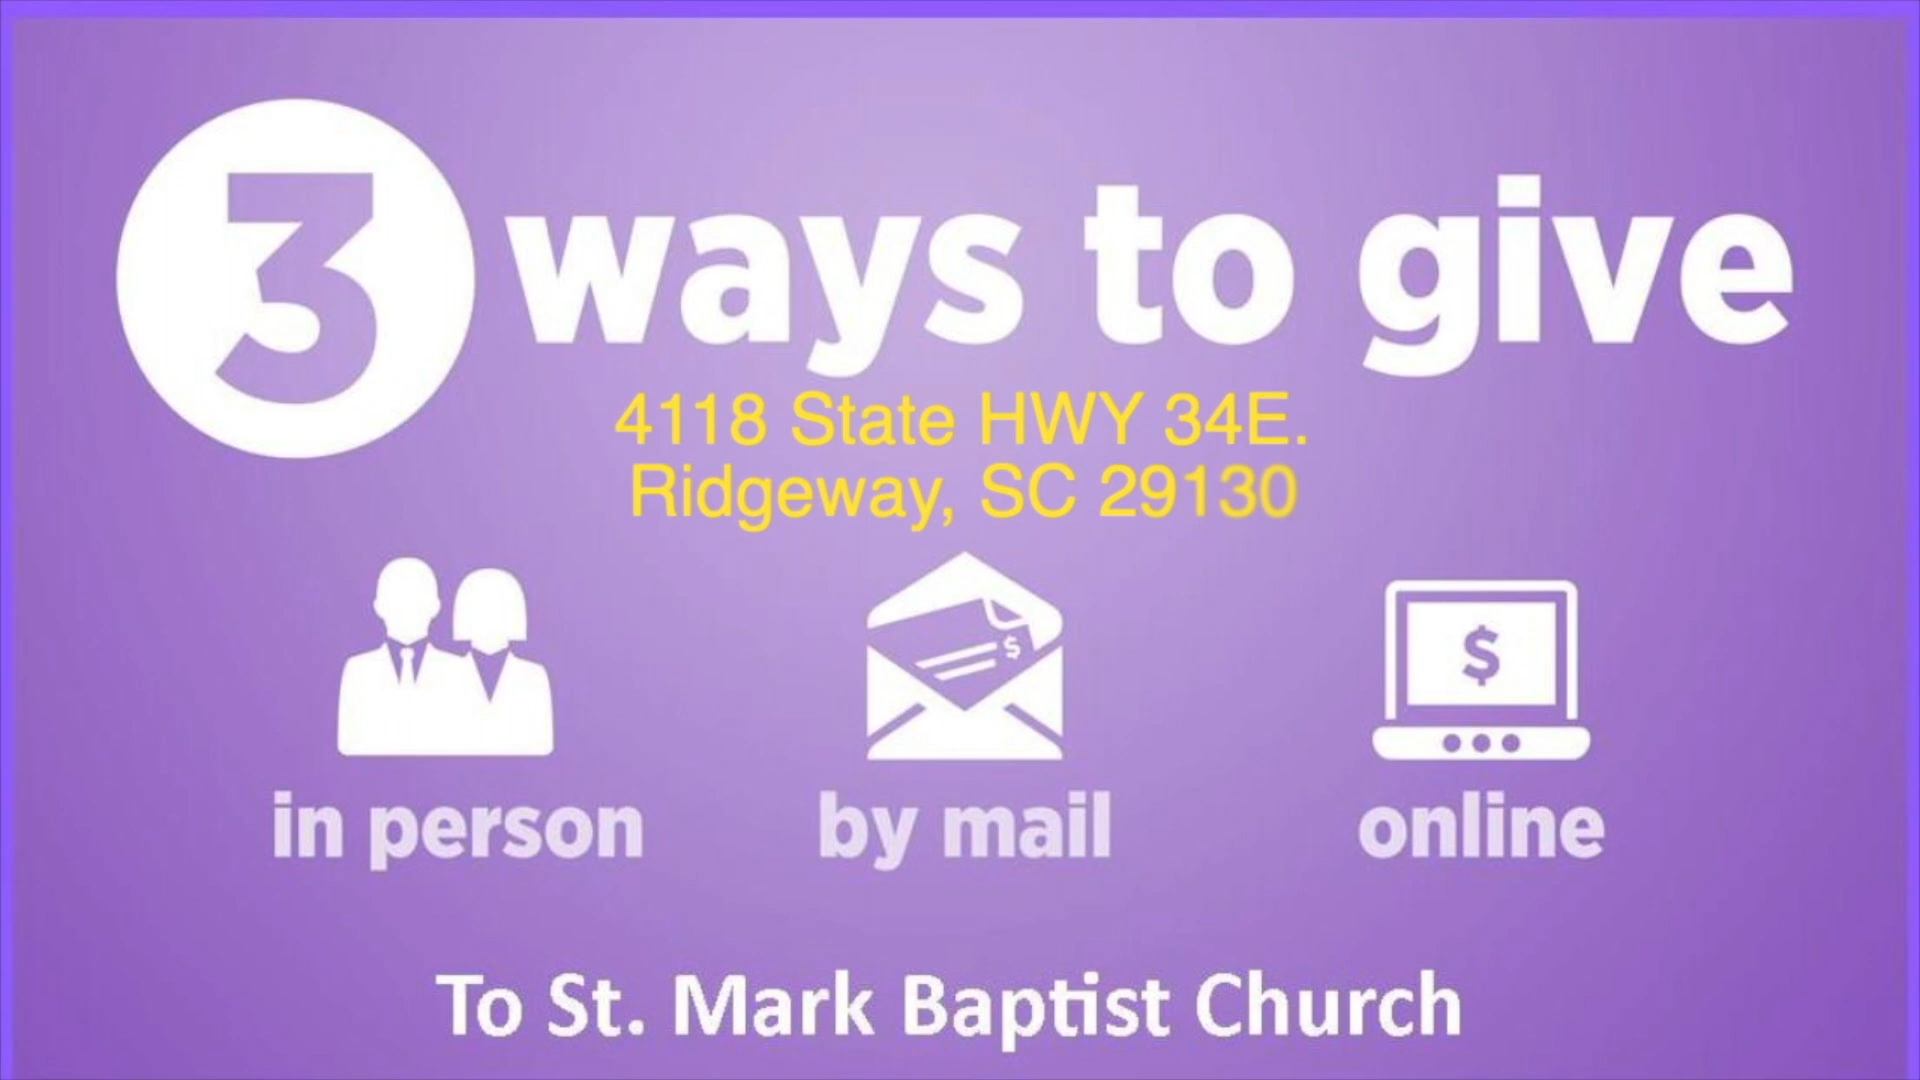 3 ways to give
4118 State HWY 34E.
Ridgeway, SC 29130
$
$
in person
by mail
online
To St. Mark Baptist Church